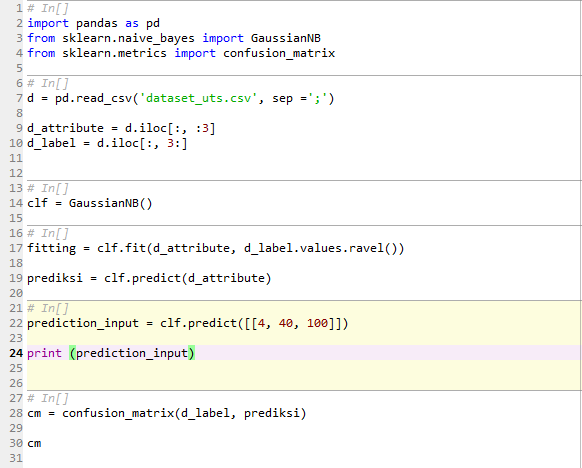 1 # In[]
2 import pandas as pd
3 from sklearn.naive_bayes import GaussianNB
4 from sklearn.metrics import confusion_matrix
5
6 # In[]
7 d = pd.read_csv('dataset_uts.csv', sep =';')
8
9 d_attribute = d.iloc[:, :3]
10 d_label = d.iloc[:, 3:]
11
12
13 # In[]
14 clf = GaussianNB()
15
16 # In[]
17 fitting = clf.fit(d_attribute, d_label.values.ravel())
18
19 prediksi = clf.predict(d_attribute)
20
21 # In[]
22 prediction_input = clf.predict([[4, 40, 100]])
23
24 print (prediction_input)
25
26
27 # In[]
28 cm = confusion_matrix(d_label, prediksi)
29
30 cm
31